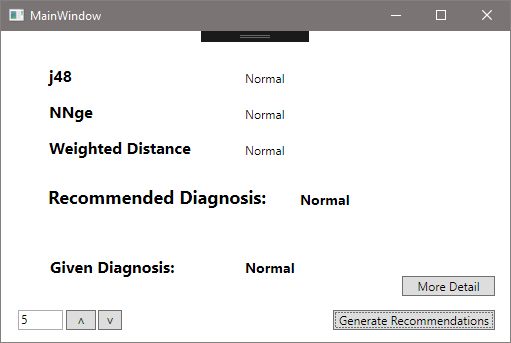 MainWindow
j48 Normal
NNge Normal
Weighted Distance Normal
Recommended Diagnosis: Normal
Given Diagnosis: Normal
More Detail
5 ˄ ˅ Generate Recommendations